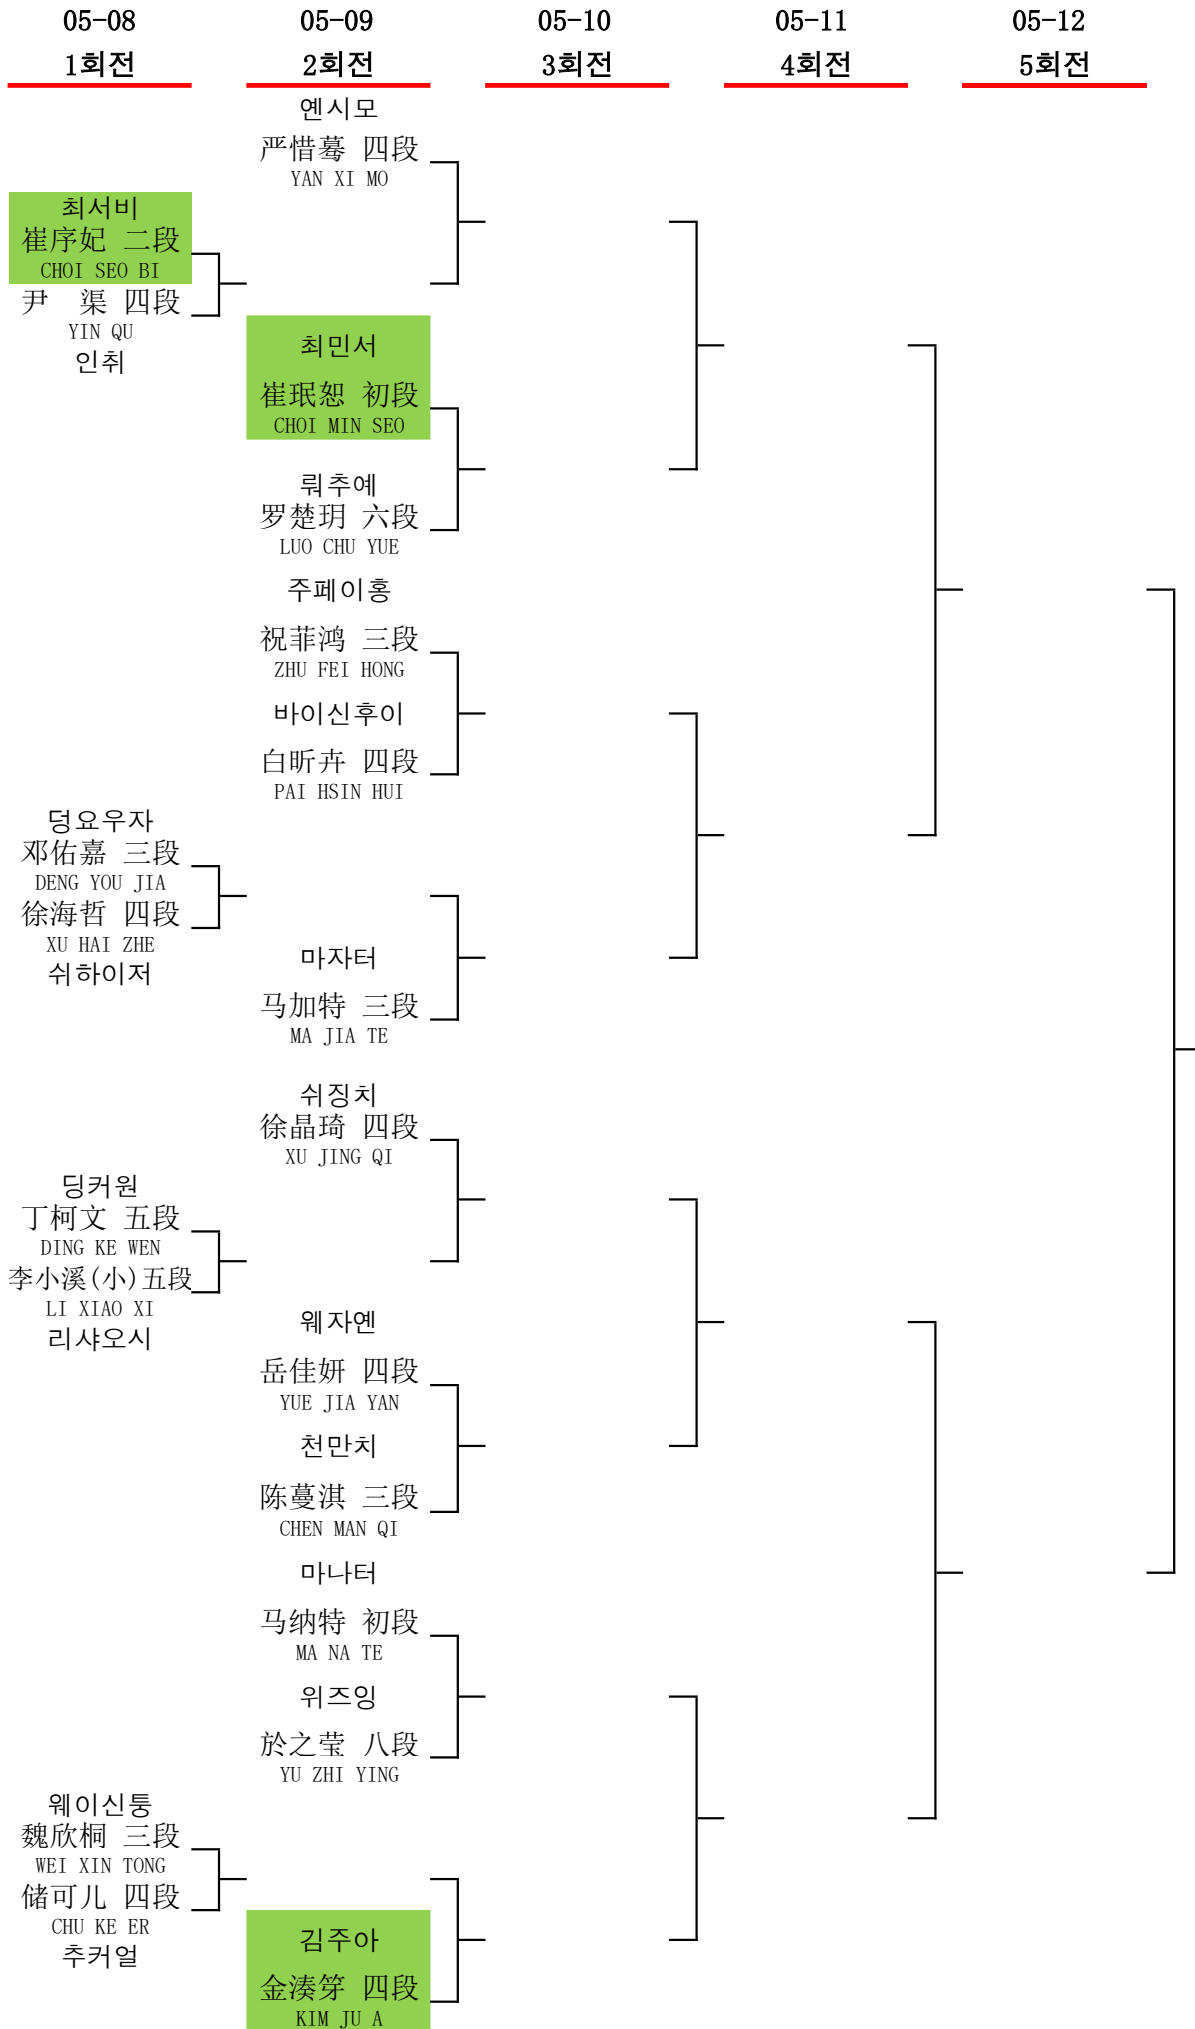 05-08 05-09 05-10 05-11 05-12
1회전 2회전 3회전 4회전 5회전
옌시모
严惜蓦 四段
YAN XI MO
최서비
崔序妃 二段
CHOI SEO BI
尹 渠 四段
YIN QU
인취
최민서
崔珉恕 初段
CHOI MIN SEO
뤄추예
罗楚玥 六段
LUO CHU YUE
주페이홍
祝菲鸿 三段
ZHU FEI HONG
바이신후이
白昕卉 四段
PAI HSIN HUI
덩요우자
邓佑嘉 三段
DENG YOU JIA
徐海哲 四段
XU HAI ZHE
쉬하이저
마자터
马加特 三段
MA JIA TE
쉬징치
徐晶琦 四段
XU JING QI
딩커원
丁柯文 五段
DING KE WEN
李小溪(小)五段
LI XIAO XI
리샤오시
웨자옌
岳佳妍 四段
YUE JIA YAN
천만치
陈蔓淇 三段
CHEN MAN QI
마나터
马纳特 初段
MA NA TE
위즈잉
於之莹 八段
YU ZHI YING
웨이신퉁
魏欣桐 三段
WEI XIN TONG
储可儿 四段
CHU KE ER
추커얼
김주아
金湊笌 四段
KIM JU A